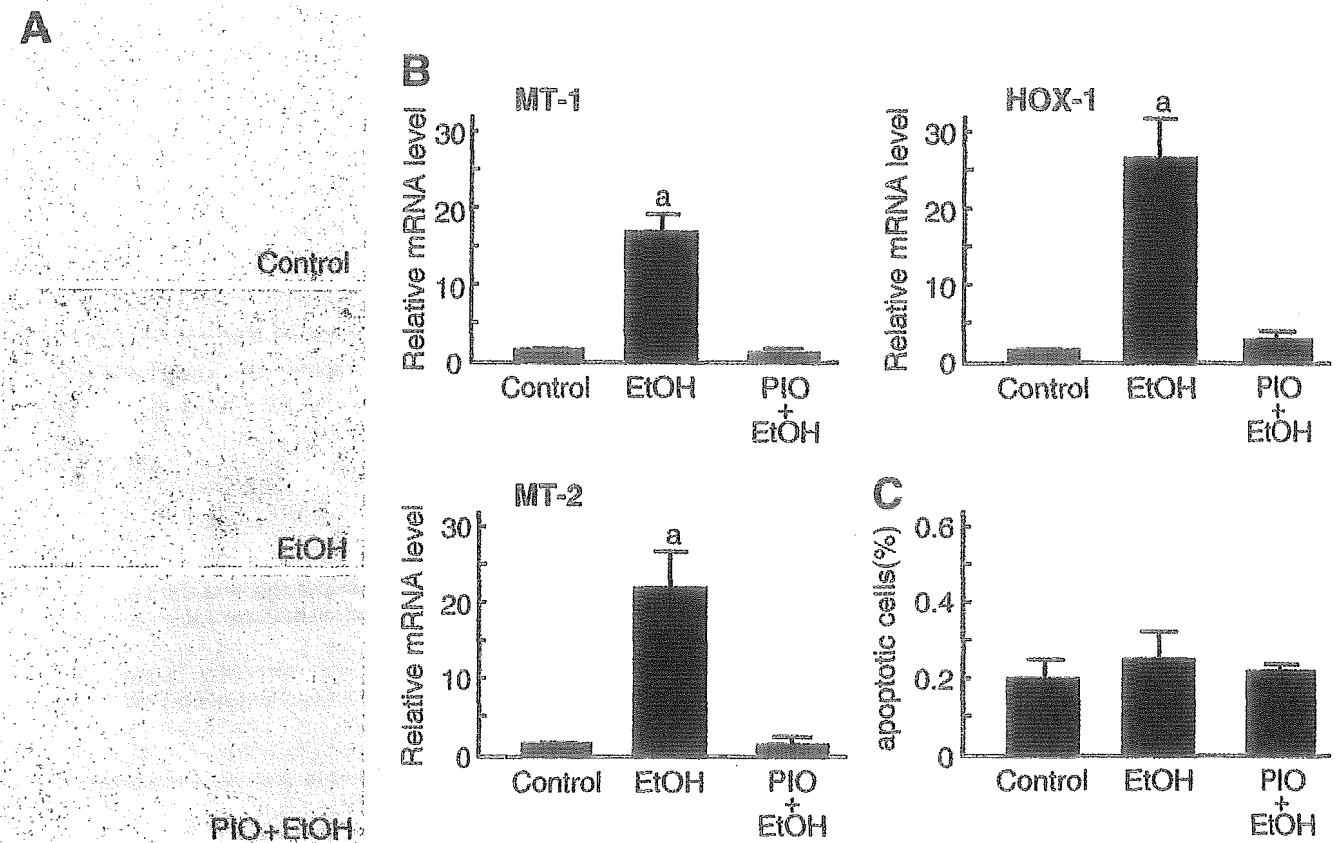 A
Control
EtOH
PIO+EtOH
B
MT-1
Relative mRNA level
30
20
10
0
Control
EtOH
PIO
+
EtOH
a
HOX-1
Relative mRNA level
30
20
10
0
Control
EtOH
PIO
+
EtOH
a
MT-2
Relative mRNA level
30
20
10
0
Control
EtOH
PIO
+
EtOH
a
C
apoptotic cells(%)
0.6
0.4
0.2
0
Control
EtOH
PIO
+
EtOH